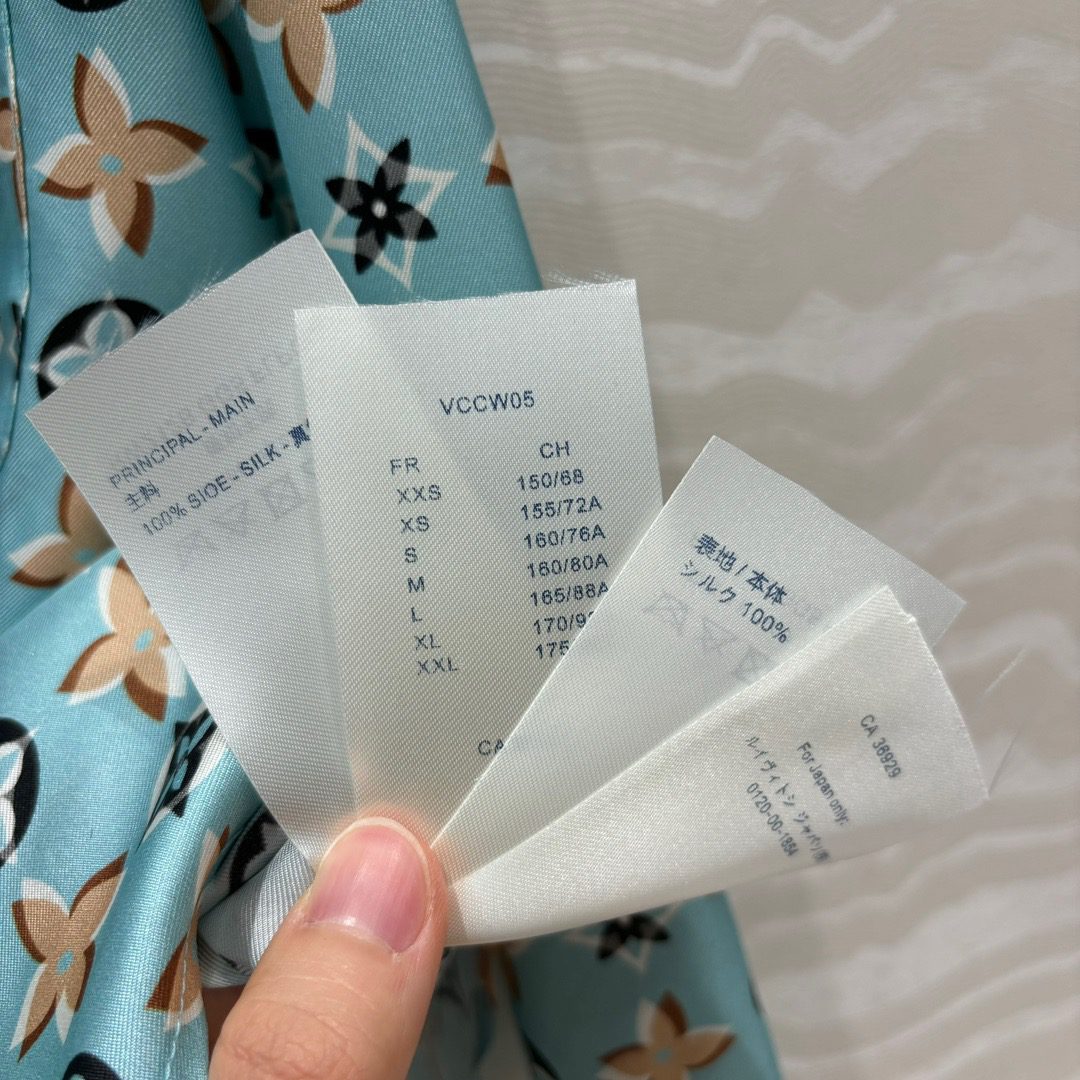 PRINCIPAL - MAIN
主料
100% SIOE - SILK -
VCCW05
FR CH
XXS 150/68
XS 155/72A
S 160/76A
M 160/80A
L 165/88A
XL 170/9
XXL 175
CA
表地 / 本体
シルク 100%
CA 38929
For Japan only:
ルイヴィトン ジャパン
0120-00-1854